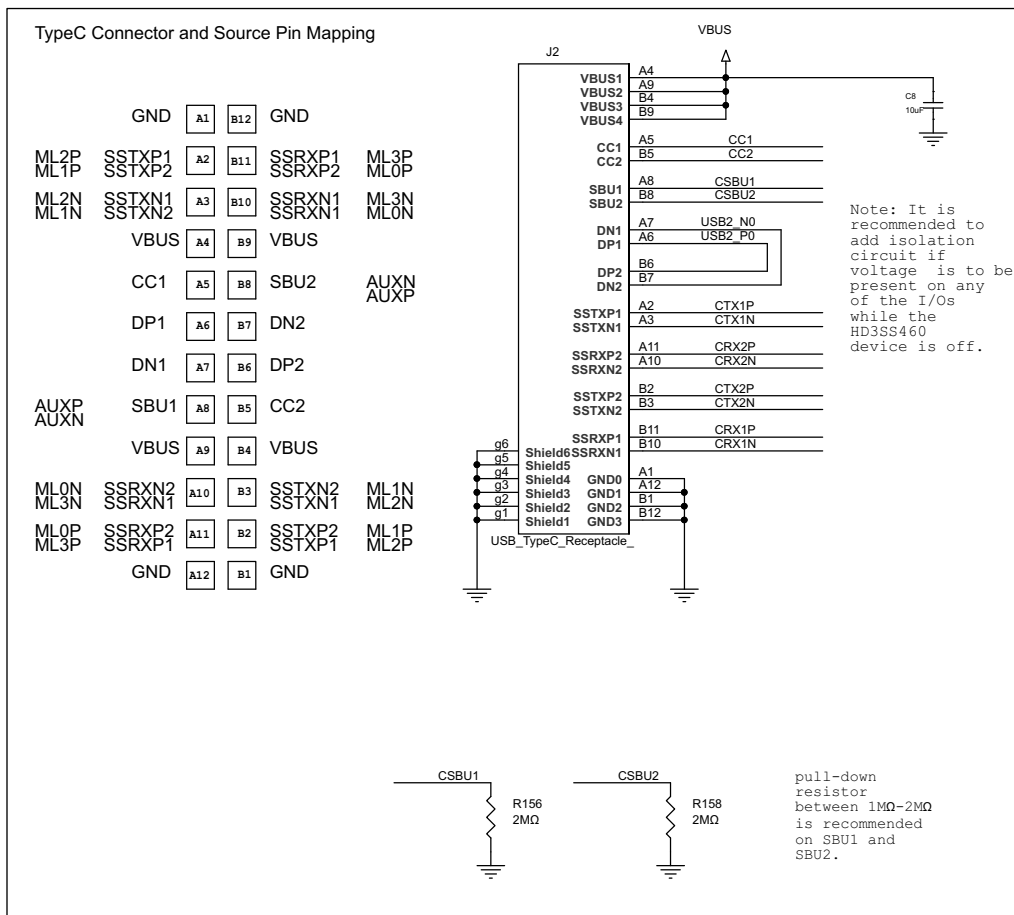 TypeC Connector and Source Pin Mapping
GND A1 B12 GND
ML2P SSTXP1 A2 B11 SSRXP1 ML3P
ML1P SSTXP2 SSRXP2 ML0P
ML2N SSTXN1 A3 B10 SSRXN1 ML3N
ML1N SSTXN2 SSRXN1 ML0N
VBUS A4 B9 VBUS
CC1 A5 B8 SBU2 AUXN
AUXP
DP1 A6 B7 DN2
DN1 A7 B6 DP2
AUXP SBU1 A8 B5 CC2
AUXN
VBUS A9 B4 VBUS
ML0N SSRXN2 A10 B3 SSTXN2 ML1N
ML3N SSRXN1 SSTXN1 ML2N
ML0P SSRXP2 A11 B2 SSTXP2 ML1P
ML3P SSRXP1 SSTXP1 ML2P
GND A12 B1 GND
VBUS
J2
VBUS1 A4
VBUS2 A9
VBUS3 B4
VBUS4 B9
C8
10uF
CC1 A5 CC1
CC2 B5 CC2
SBU1 A8 CSBU1
SBU2 B8 CSBU2
DN1 A7 USB2_N0
DP1 A6 USB2_P0
DP2 B6
DN2 B7
SSTXP1 A2 CTX1P
SSTXN1 A3 CTX1N
SSRXP2 A11 CRX2P
SSRXN2 A10 CRX2N
SSTXP2 B2 CTX2P
SSTXN2 B3 CTX2N
SSRXP1 B11 CRX1P
g6 Shield6 SSRXN1 B10 CRX1N
g5 Shield5
g4 Shield4 GND0 A1
g3 Shield3 GND1 A12
g2 Shield2 GND2 B1
g1 Shield1 GND3 B12
USB_TypeC_Receptacle_
Note: It is
recommended to
add isolation
circuit if
voltage is to be
present on any
of the I/Os
while the
HD3SS460
device is off.
CSBU1
R156
2MΩ
CSBU2
R158
2MΩ
pull-down
resistor
between 1MΩ-2MΩ
is recommended
on SBU1 and
SBU2.